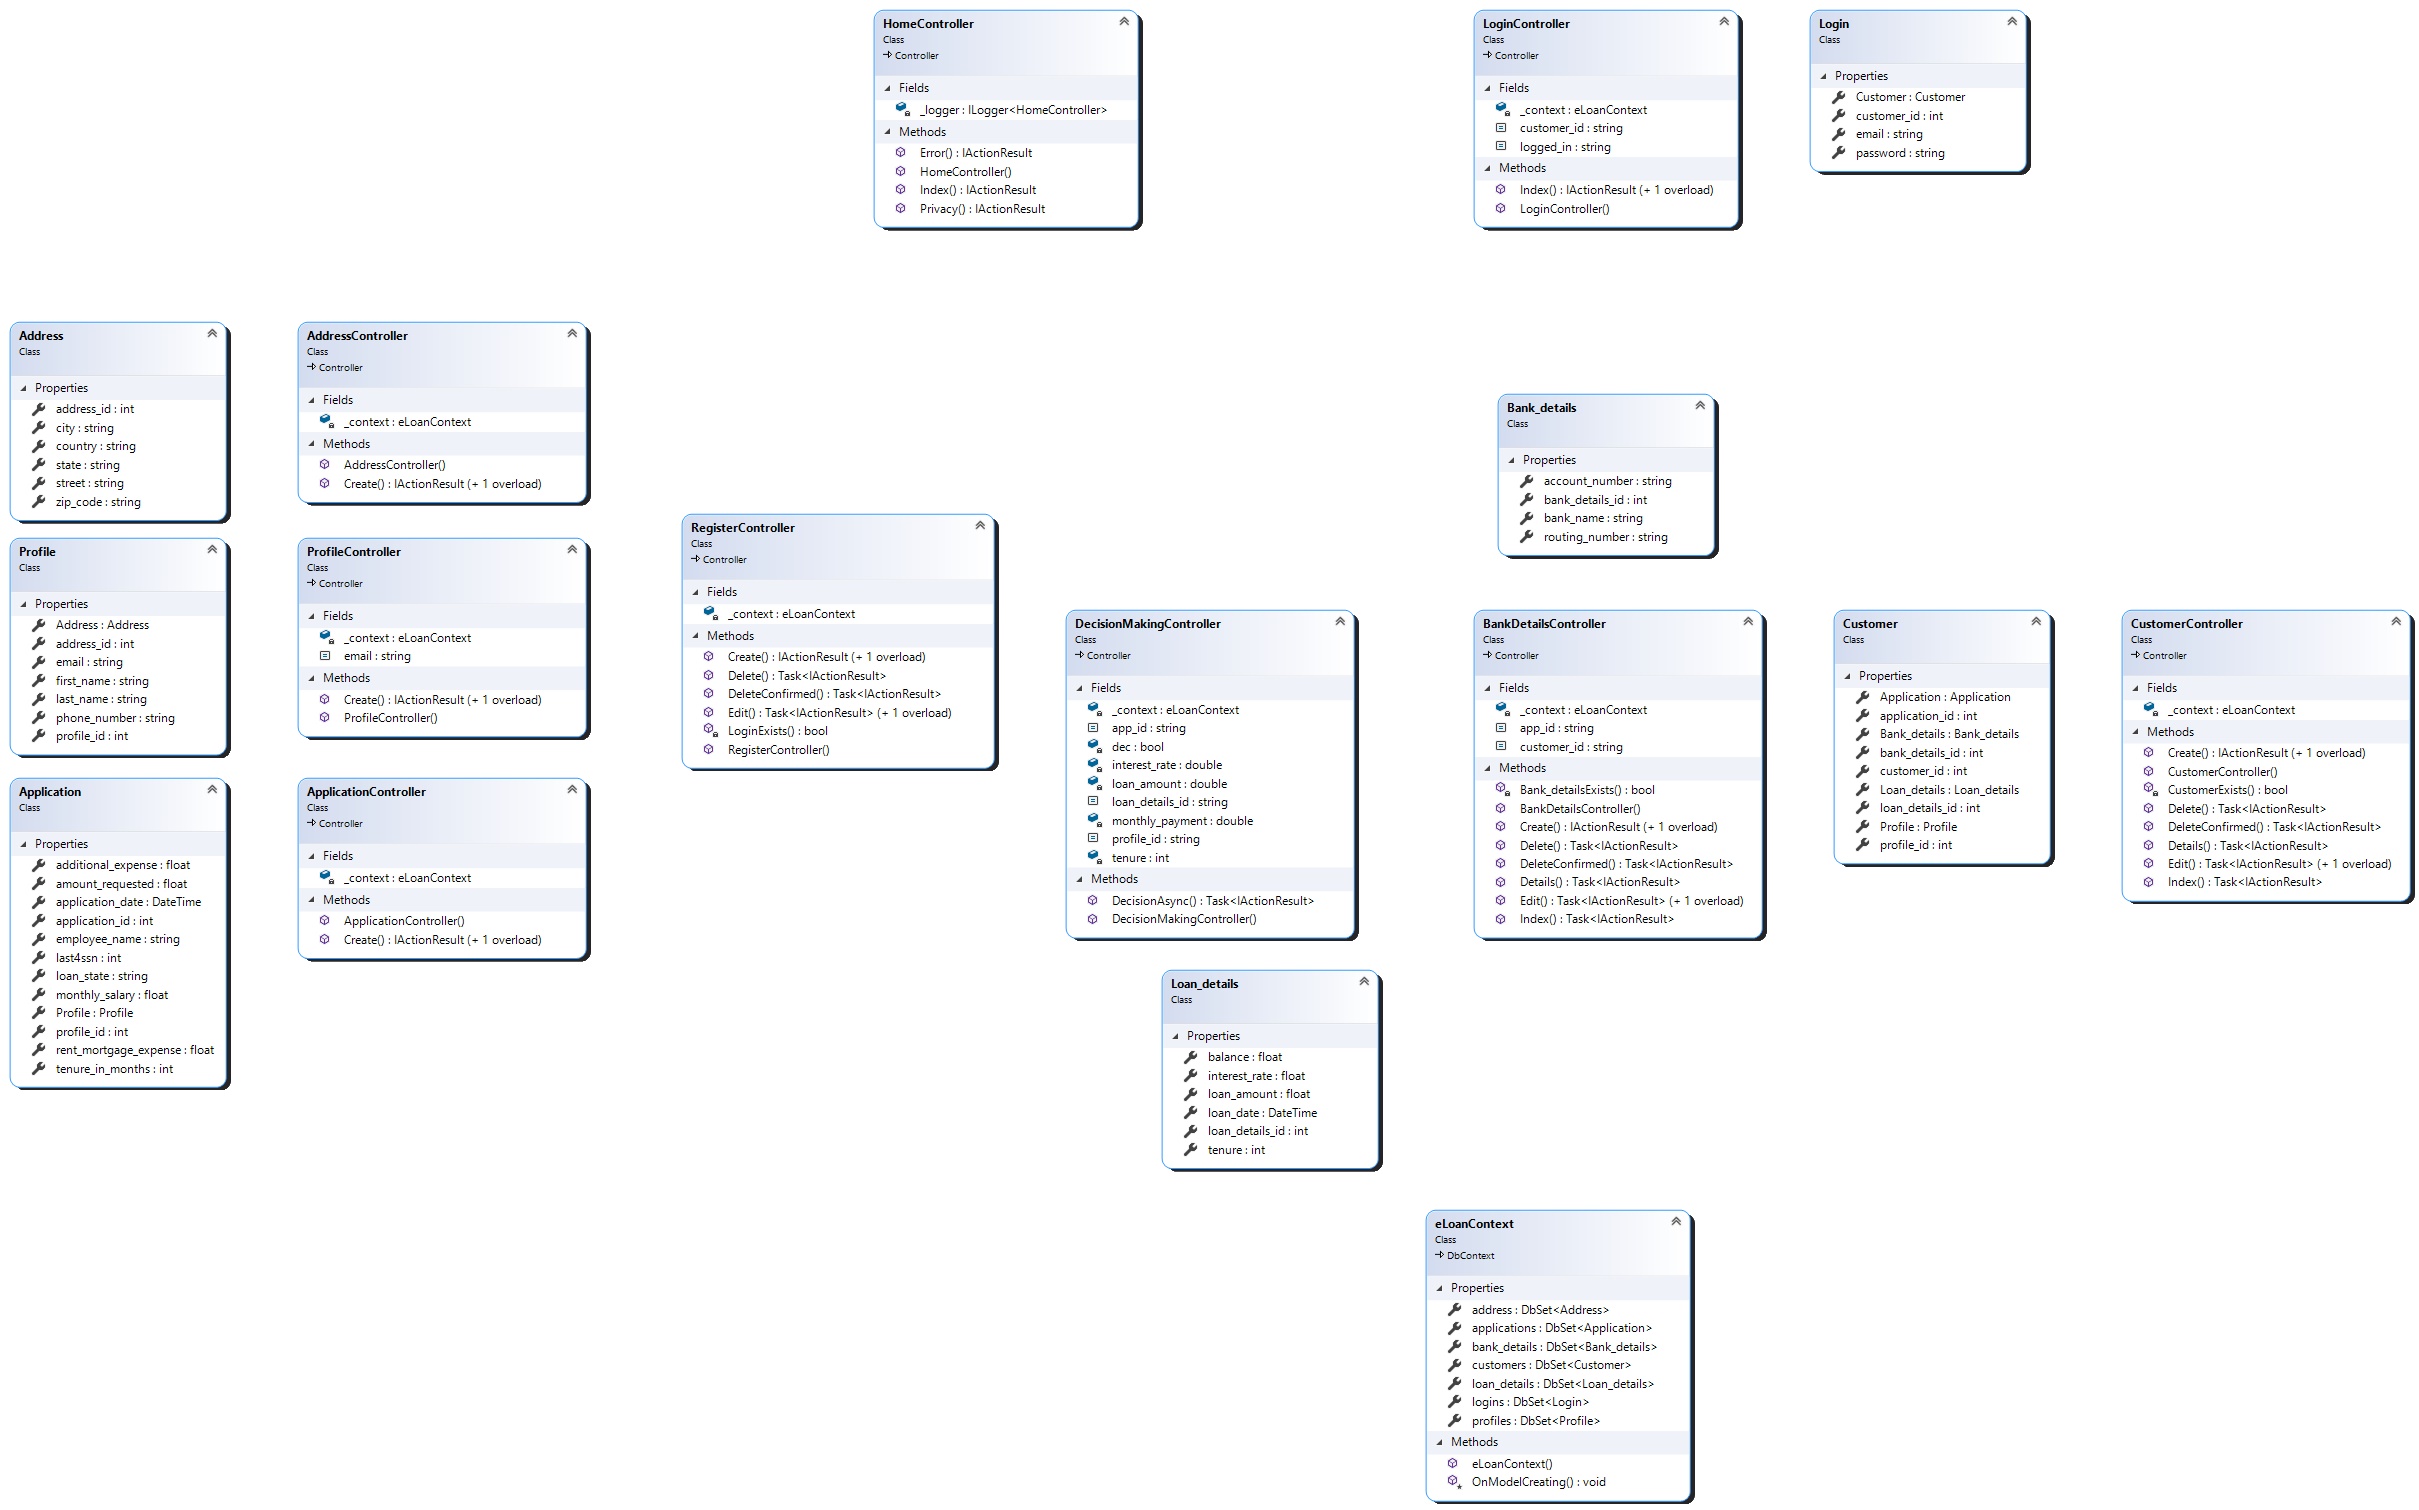 HomeController
Class
Controller
Fields
_logger : ILogger<HomeController>
Methods
Error() : IActionResult
HomeController()
Index() : IActionResult
Privacy() : IActionResult
LoginController
Class
Controller
Fields
_context : eLoanContext
customer_id : string
logged_in : string
Methods
Index() : IActionResult (+ 1 overload)
LoginController()
Login
Class
Properties
Customer : Customer
customer_id : int
email : string
password : string
Address
Class
Properties
address_id : int
city : string
country : string
state : string
street : string
zip_code : string
AddressController
Class
Controller
Fields
_context : eLoanContext
Methods
AddressController()
Create() : IActionResult (+ 1 overload)
Bank_details
Class
Properties
account_number : string
bank_details_id : int
bank_name : string
routing_number : string
Profile
Class
Properties
Address : Address
address_id : int
email : string
first_name : string
last_name : string
phone_number : string
profile_id : int
ProfileController
Class
Controller
Fields
_context : eLoanContext
email : string
Methods
Create() : IActionResult (+ 1 overload)
ProfileController()
RegisterController
Class
Controller
Fields
_context : eLoanContext
Methods
Create() : IActionResult (+ 1 overload)
Delete() : Task<IActionResult>
DeleteConfirmed() : Task<IActionResult>
Edit() : Task<IActionResult> (+ 1 overload)
LoginExists() : bool
RegisterController()
DecisionMakingController
Class
Controller
Fields
_context : eLoanContext
app_id : string
dec : bool
interest_rate : double
loan_amount : double
loan_details_id : string
monthly_payment : double
profile_id : string
tenure : int
Methods
DecisionAsync() : Task<IActionResult>
DecisionMakingController()
BankDetailsController
Class
Controller
Fields
_context : eLoanContext
app_id : string
customer_id : string
Methods
Bank_detailsExists() : bool
BankDetailsController()
Create() : IActionResult (+ 1 overload)
Delete() : Task<IActionResult>
DeleteConfirmed() : Task<IActionResult>
Details() : Task<IActionResult>
Edit() : Task<IActionResult> (+ 1 overload)
Index() : Task<IActionResult>
Customer
Class
Properties
Application : Application
application_id : int
Bank_details : Bank_details
bank_details_id : int
customer_id : int
Loan_details : Loan_details
loan_details_id : int
Profile : Profile
profile_id : int
CustomerController
Class
Controller
Fields
_context : eLoanContext
Methods
Create() : IActionResult (+ 1 overload)
CustomerController()
CustomerExists() : bool
Delete() : Task<IActionResult>
DeleteConfirmed() : Task<IActionResult>
Details() : Task<IActionResult>
Edit() : Task<IActionResult> (+ 1 overload)
Index() : Task<IActionResult>
Application
Class
Properties
additional_expense : float
amount_requested : float
application_date : DateTime
application_id : int
employee_name : string
last4ssn : int
loan_state : string
monthly_salary : float
Profile : Profile
profile_id : int
rent_mortgage_expense : float
tenure_in_months : int
ApplicationController
Class
Controller
Fields
_context : eLoanContext
Methods
ApplicationController()
Create() : IActionResult (+ 1 overload)
Loan_details
Class
Properties
balance : float
interest_rate : float
loan_amount : float
loan_date : DateTime
loan_details_id : int
tenure : int
eLoanContext
Class
DbContext
Properties
address : DbSet<Address>
applications : DbSet<Application>
bank_details : DbSet<Bank_details>
customers : DbSet<Customer>
loan_details : DbSet<Loan_details>
logins : DbSet<Login>
profiles : DbSet<Profile>
Methods
eLoanContext()
OnModelCreating() : void